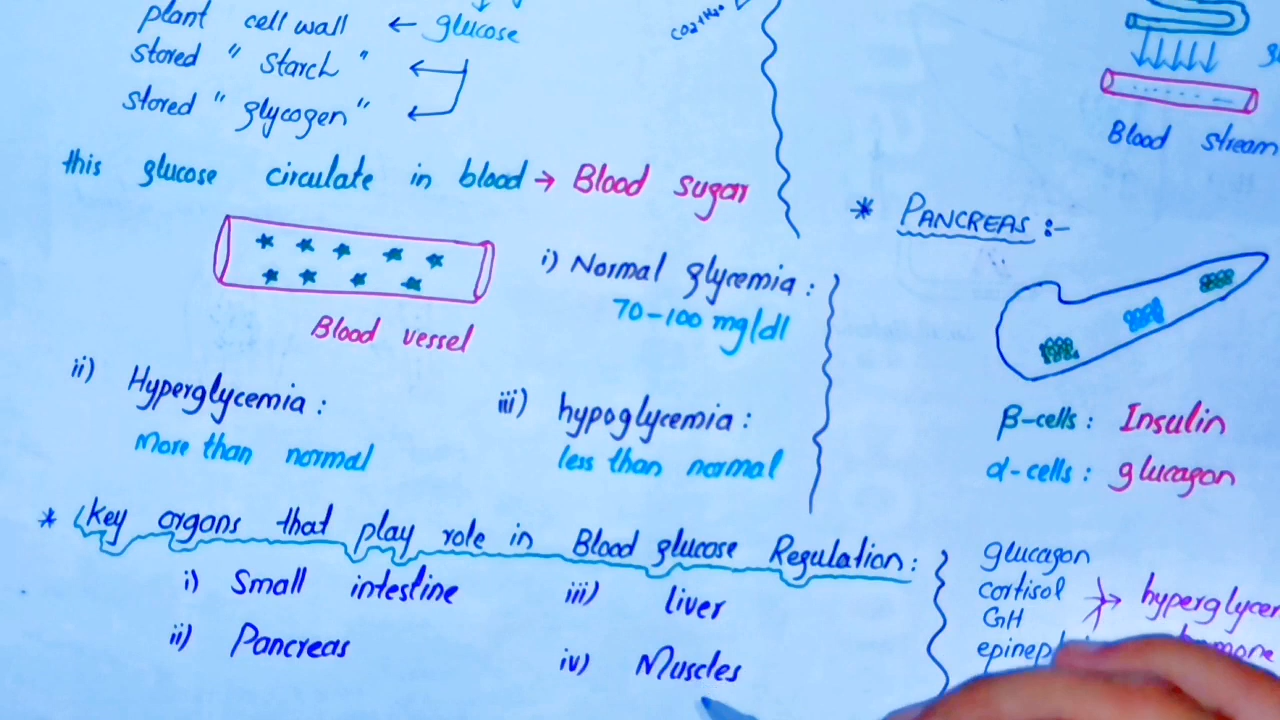 plant cell wall ← glucose
stored "starch"
stored "glycogen"
this glucose circulate in blood → Blood sugar
Blood vessel
i) Normal glycemia :
70-100 mg/dl
ii) Hyperglycemia :
More than normal
iii) hypoglycemia :
less than normal
* Key organs that play role in Blood glucose Regulation :
i) Small intestine
ii) Pancreas
iii) liver
iv) Muscles
CO2+H2O
Blood stream
* PANCREAS :-
β-cells : Insulin
α-cells : glucagon
glucagon
cortisol
GH